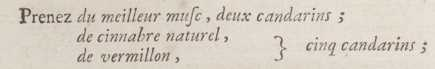 Prenez du meilleur muſc, deux candarins ;
de cinnabre naturel,
de vermillon, } cinq candarins ;